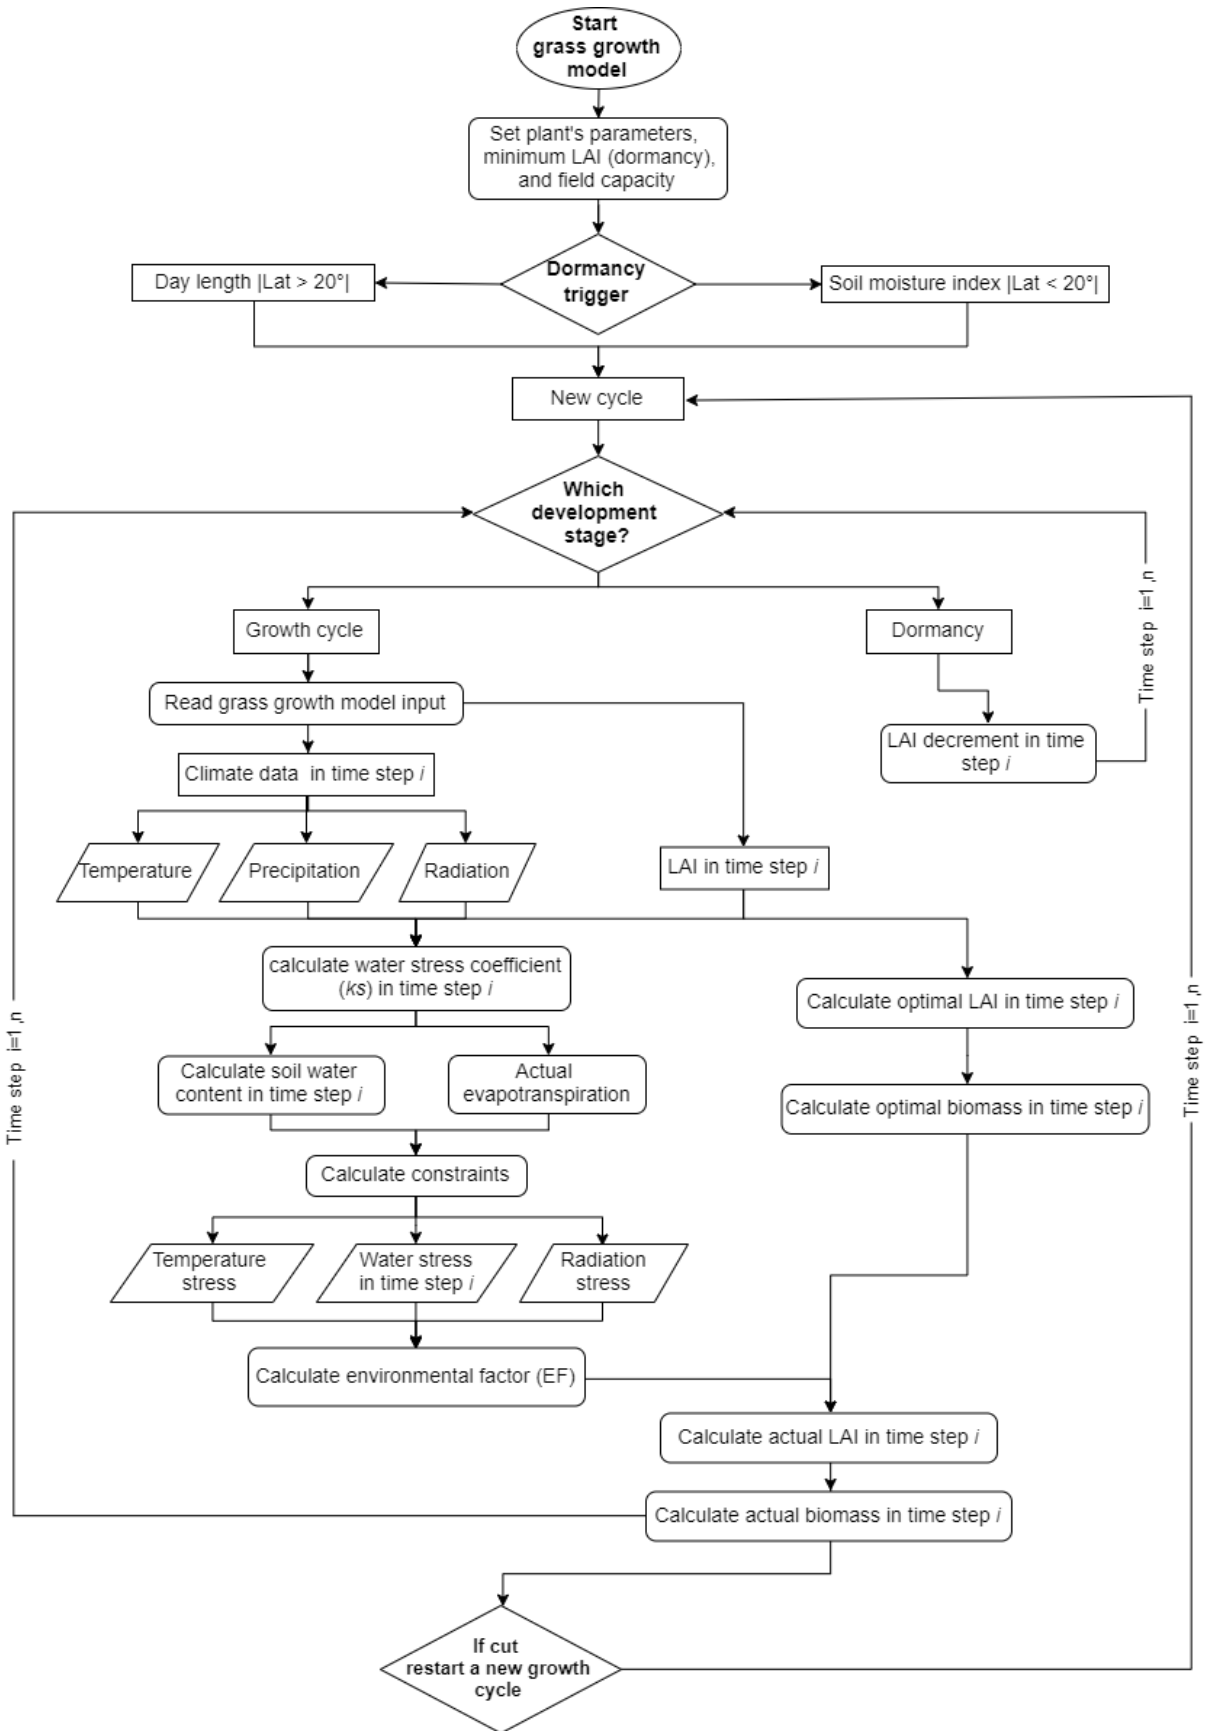 Start
grass growth
model
Set plant's parameters,
minimum LAI (dormancy),
and field capacity
Dormancy
trigger
Day length |Lat > 20°|
Soil moisture index |Lat < 20°|
New cycle
Which
development
stage?
Growth cycle
Dormancy
Time step i=1,n
Read grass growth model input
LAI decrement in time
step i
Climate data in time step i
Temperature
Precipitation
Radiation
LAI in time step i
calculate water stress coefficient
(ks) in time step i
Calculate optimal LAI in time step i
Time step i=1,n
Time step i=1,n
Calculate soil water
content in time step i
Actual
evapotranspiration
Calculate optimal biomass in time step i
Calculate constraints
Temperature
stress
Water stress
in time step i
Radiation
stress
Calculate environmental factor (EF)
Calculate actual LAI in time step i
Calculate actual biomass in time step i
If cut
restart a new growth
cycle